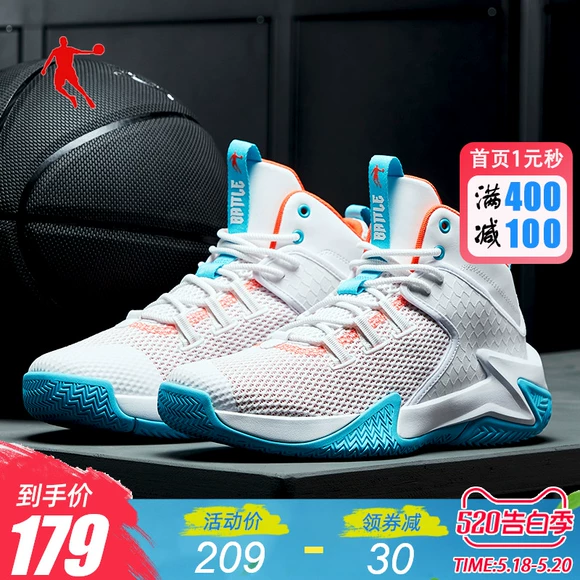 首页1元秒
满400
减100
BATTLE
BATTLE
到手价
179
活动价
209
-
领券减
30
520告白季
TIME:5.18-5.20